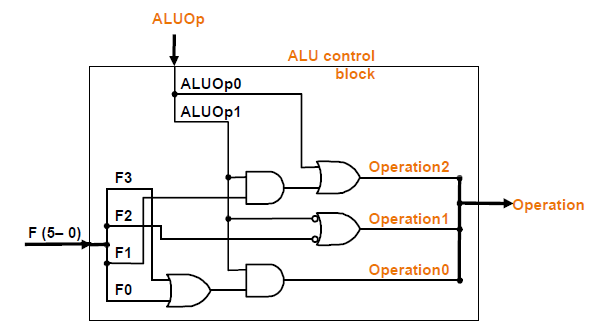 ALUOp
ALU control
block
ALUOp0
ALUOp1
Operation2
F3
Operation
F2
Operation1
F (5– 0)
F1
Operation0
F0